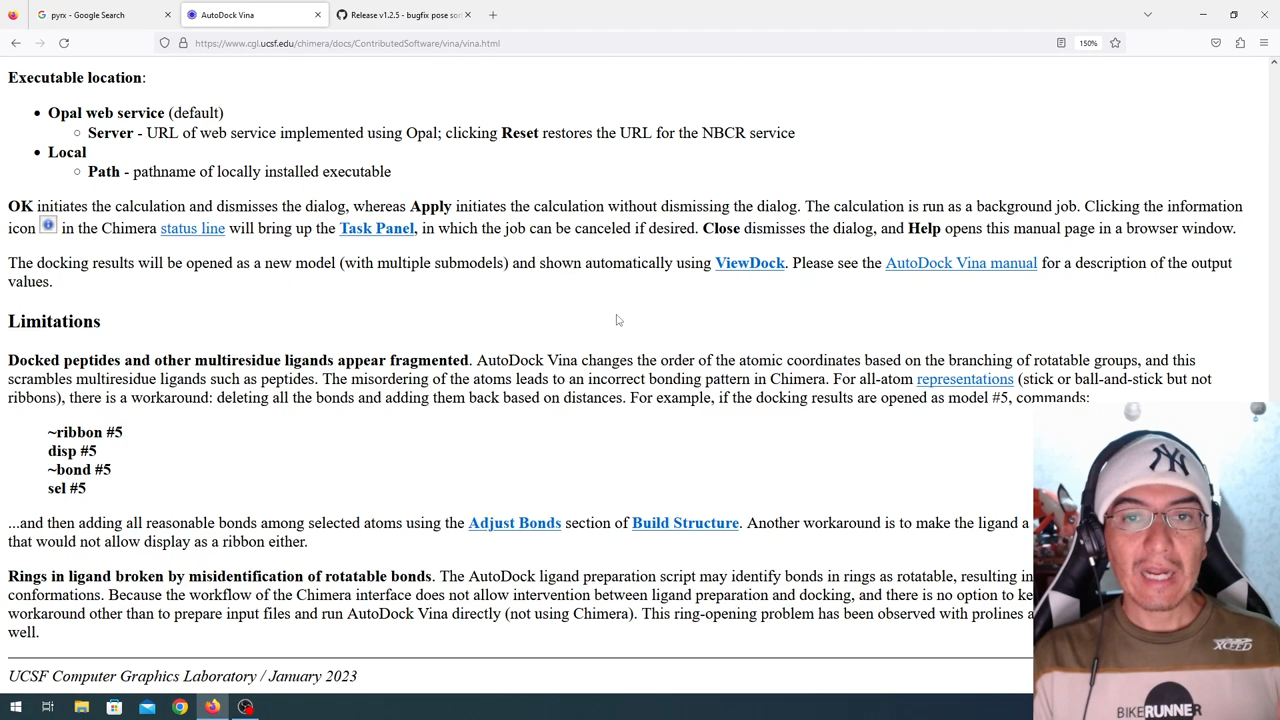 pyrx - Google Search
AutoDock Vina
Release v1.2.5 - bugfix pose sort
https://www.cgl.ucsf.edu/chimera/docs/ContributedSoftware/vina/vina.html
150%
Executable location:
Opal web service (default)
Server - URL of web service implemented using Opal; clicking Reset restores the URL for the NBCR service
Local
Path - pathname of locally installed executable
OK initiates the calculation and dismisses the dialog, whereas Apply initiates the calculation without dismissing the dialog. The calculation is run as a background job. Clicking the information
icon in the Chimera status line will bring up the Task Panel, in which the job can be canceled if desired. Close dismisses the dialog, and Help opens this manual page in a browser window.
The docking results will be opened as a new model (with multiple submodels) and shown automatically using ViewDock. Please see the AutoDock Vina manual for a description of the output
values.
Limitations
Docked peptides and other multiresidue ligands appear fragmented. AutoDock Vina changes the order of the atomic coordinates based on the branching of rotatable groups, and this
scrambles multiresidue ligands such as peptides. The misordering of the atoms leads to an incorrect bonding pattern in Chimera. For all-atom representations (stick or ball-and-stick but not
ribbons), there is a workaround: deleting all the bonds and adding them back based on distances. For example, if the docking results are opened as model #5, commands:
~ribbon #5
disp #5
~bond #5
sel #5
...and then adding all reasonable bonds among selected atoms using the Adjust Bonds section of Build Structure. Another workaround is to make the ligand a
that would not allow display as a ribbon either.
Rings in ligand broken by misidentification of rotatable bonds. The AutoDock ligand preparation script may identify bonds in rings as rotatable, resulting in
conformations. Because the workflow of the Chimera interface does not allow intervention between ligand preparation and docking, and there is no option to ke
workaround other than to prepare input files and run AutoDock Vina directly (not using Chimera). This ring-opening problem has been observed with prolines a
well.
UCSF Computer Graphics Laboratory / January 2023
NY
XCEED
BIKERUNNER